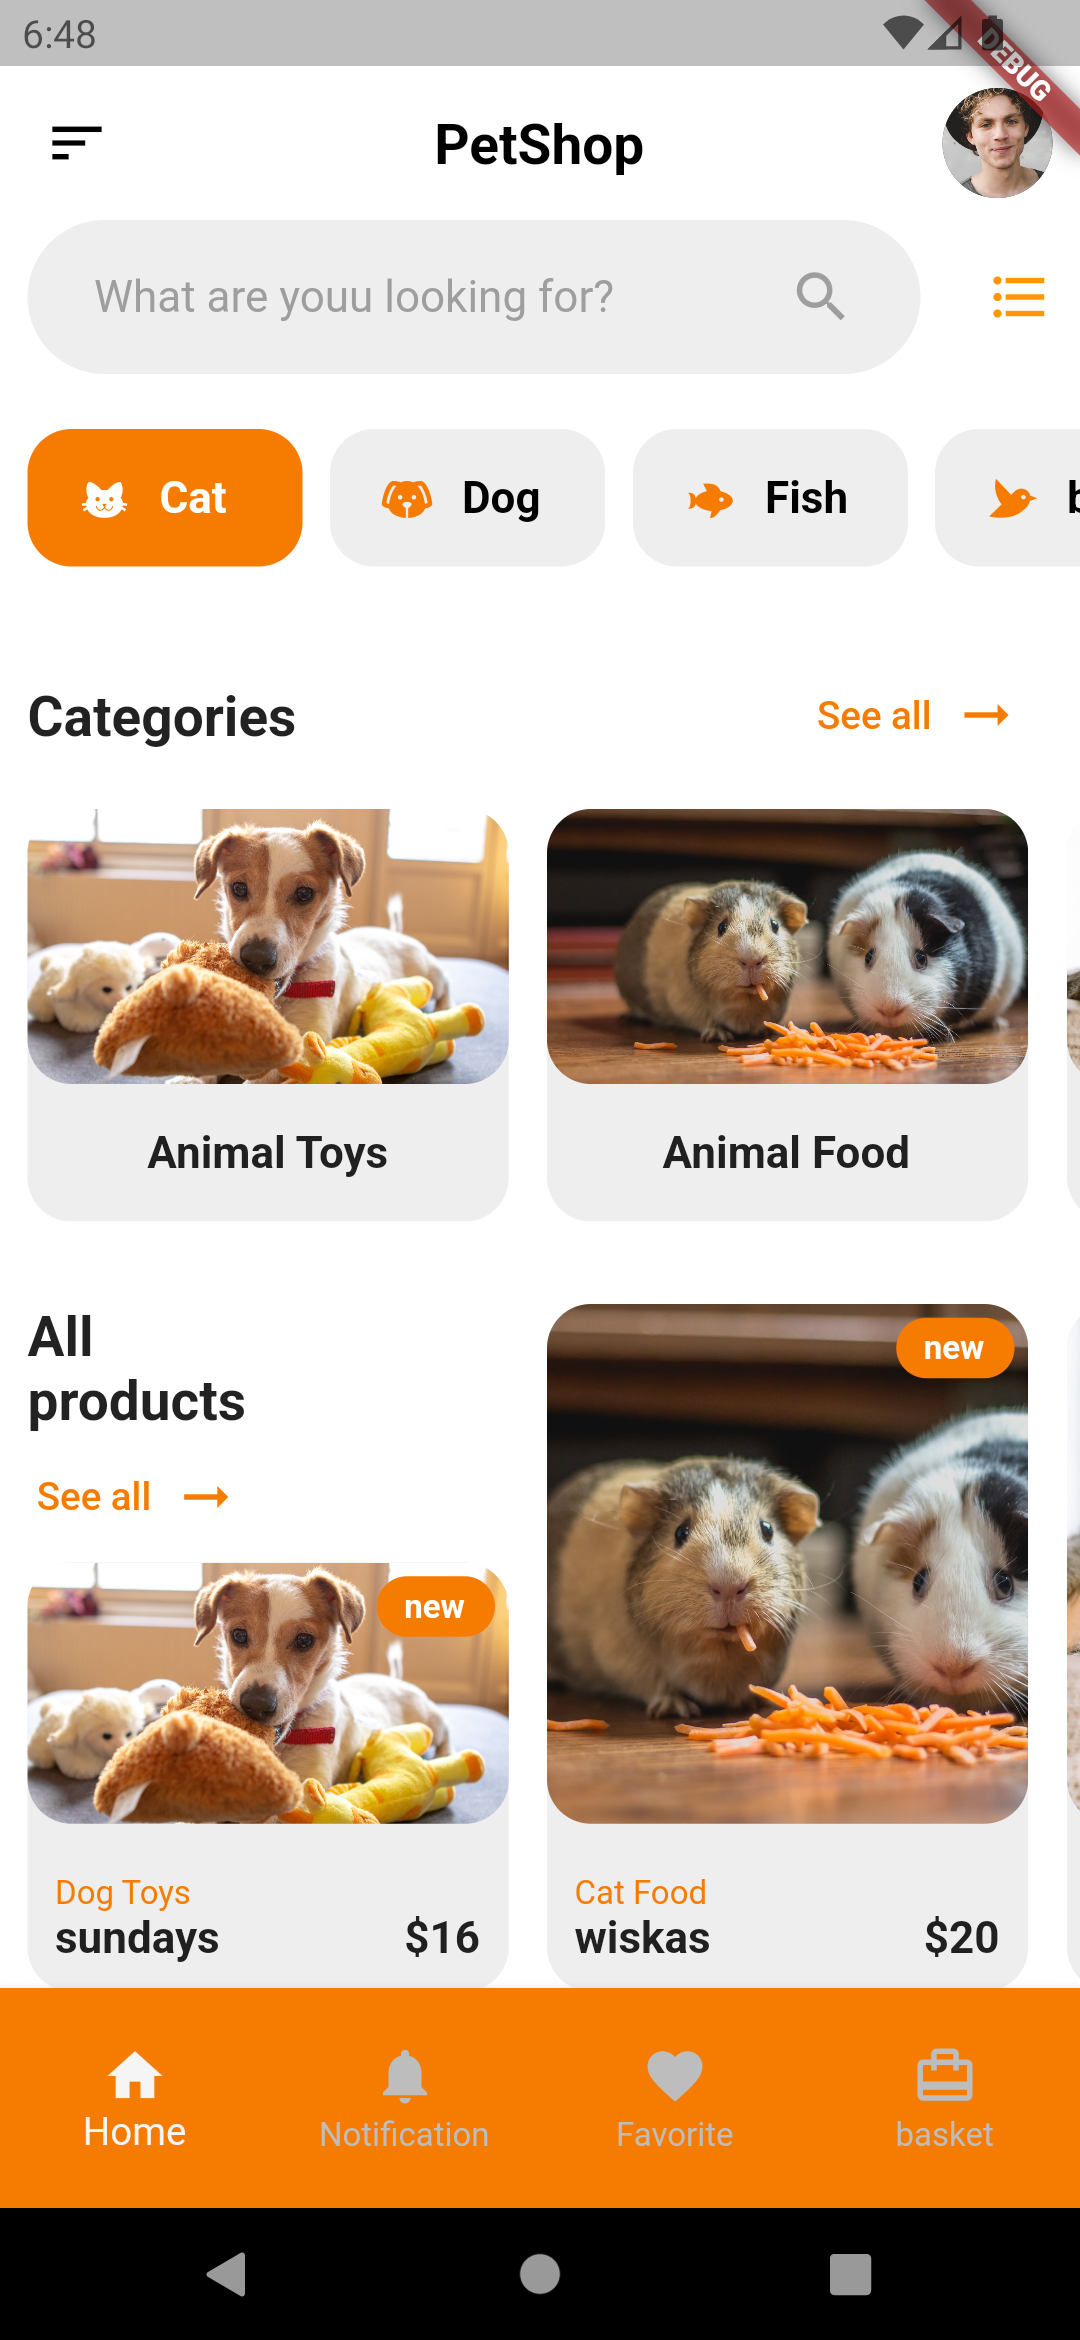 6:48
DEBUG
PetShop
What are youu looking for?
Cat
Dog
Fish
Categories
See all
Animal Toys
Animal Food
All
products
See all
new
new
Dog Toys
sundays
$16
Cat Food
wiskas
$20
Home
Notification
Favorite
basket